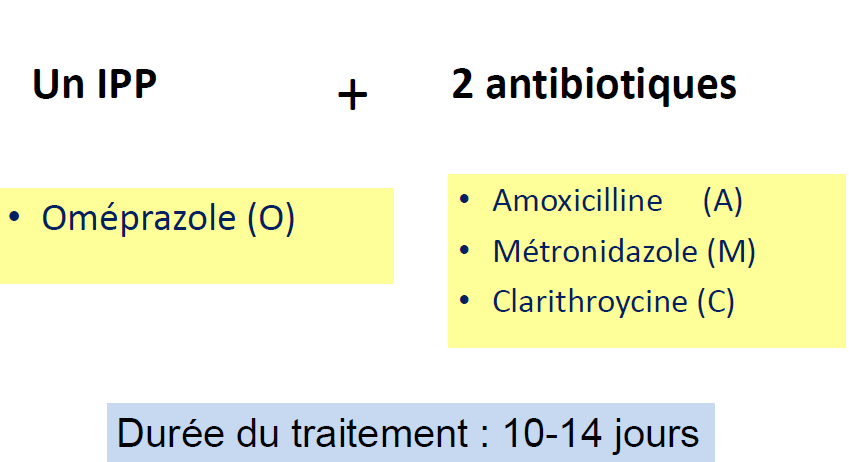 Un IPP + 2 antibiotiques
• Oméprazole (O)
• Amoxicilline (A)
• Métronidazole (M)
• Clarithroycine (C)
Durée du traitement : 10-14 jours